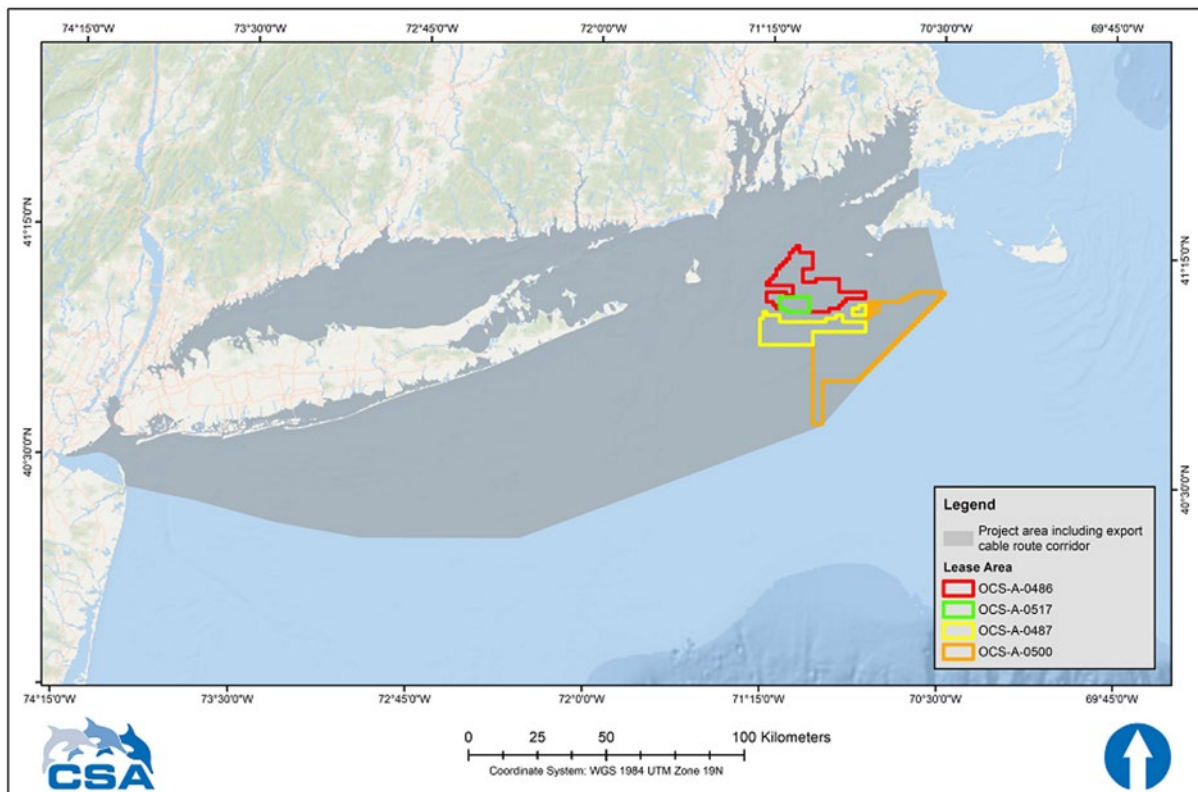 74°15'0"W 73°30'0"W 72°45'0"W 72°0'0"W 71°15'0"W 70°30'0"W 69°45'0"W
41°15'0"N
41°15'0"N
40°30'0"N
40°30'0"N
Legend
Project area including export
cable route corridor
Lease Area
OCS-A-0486
OCS-A-0517
OCS-A-0487
OCS-A-0500
74°15'0"W 73°30'0"W 72°45'0"W 72°0'0"W 71°15'0"W 70°30'0"W 69°45'0"W
CSA
0 25 50 100 Kilometers
Coordinate System: WGS 1984 UTM Zone 19N